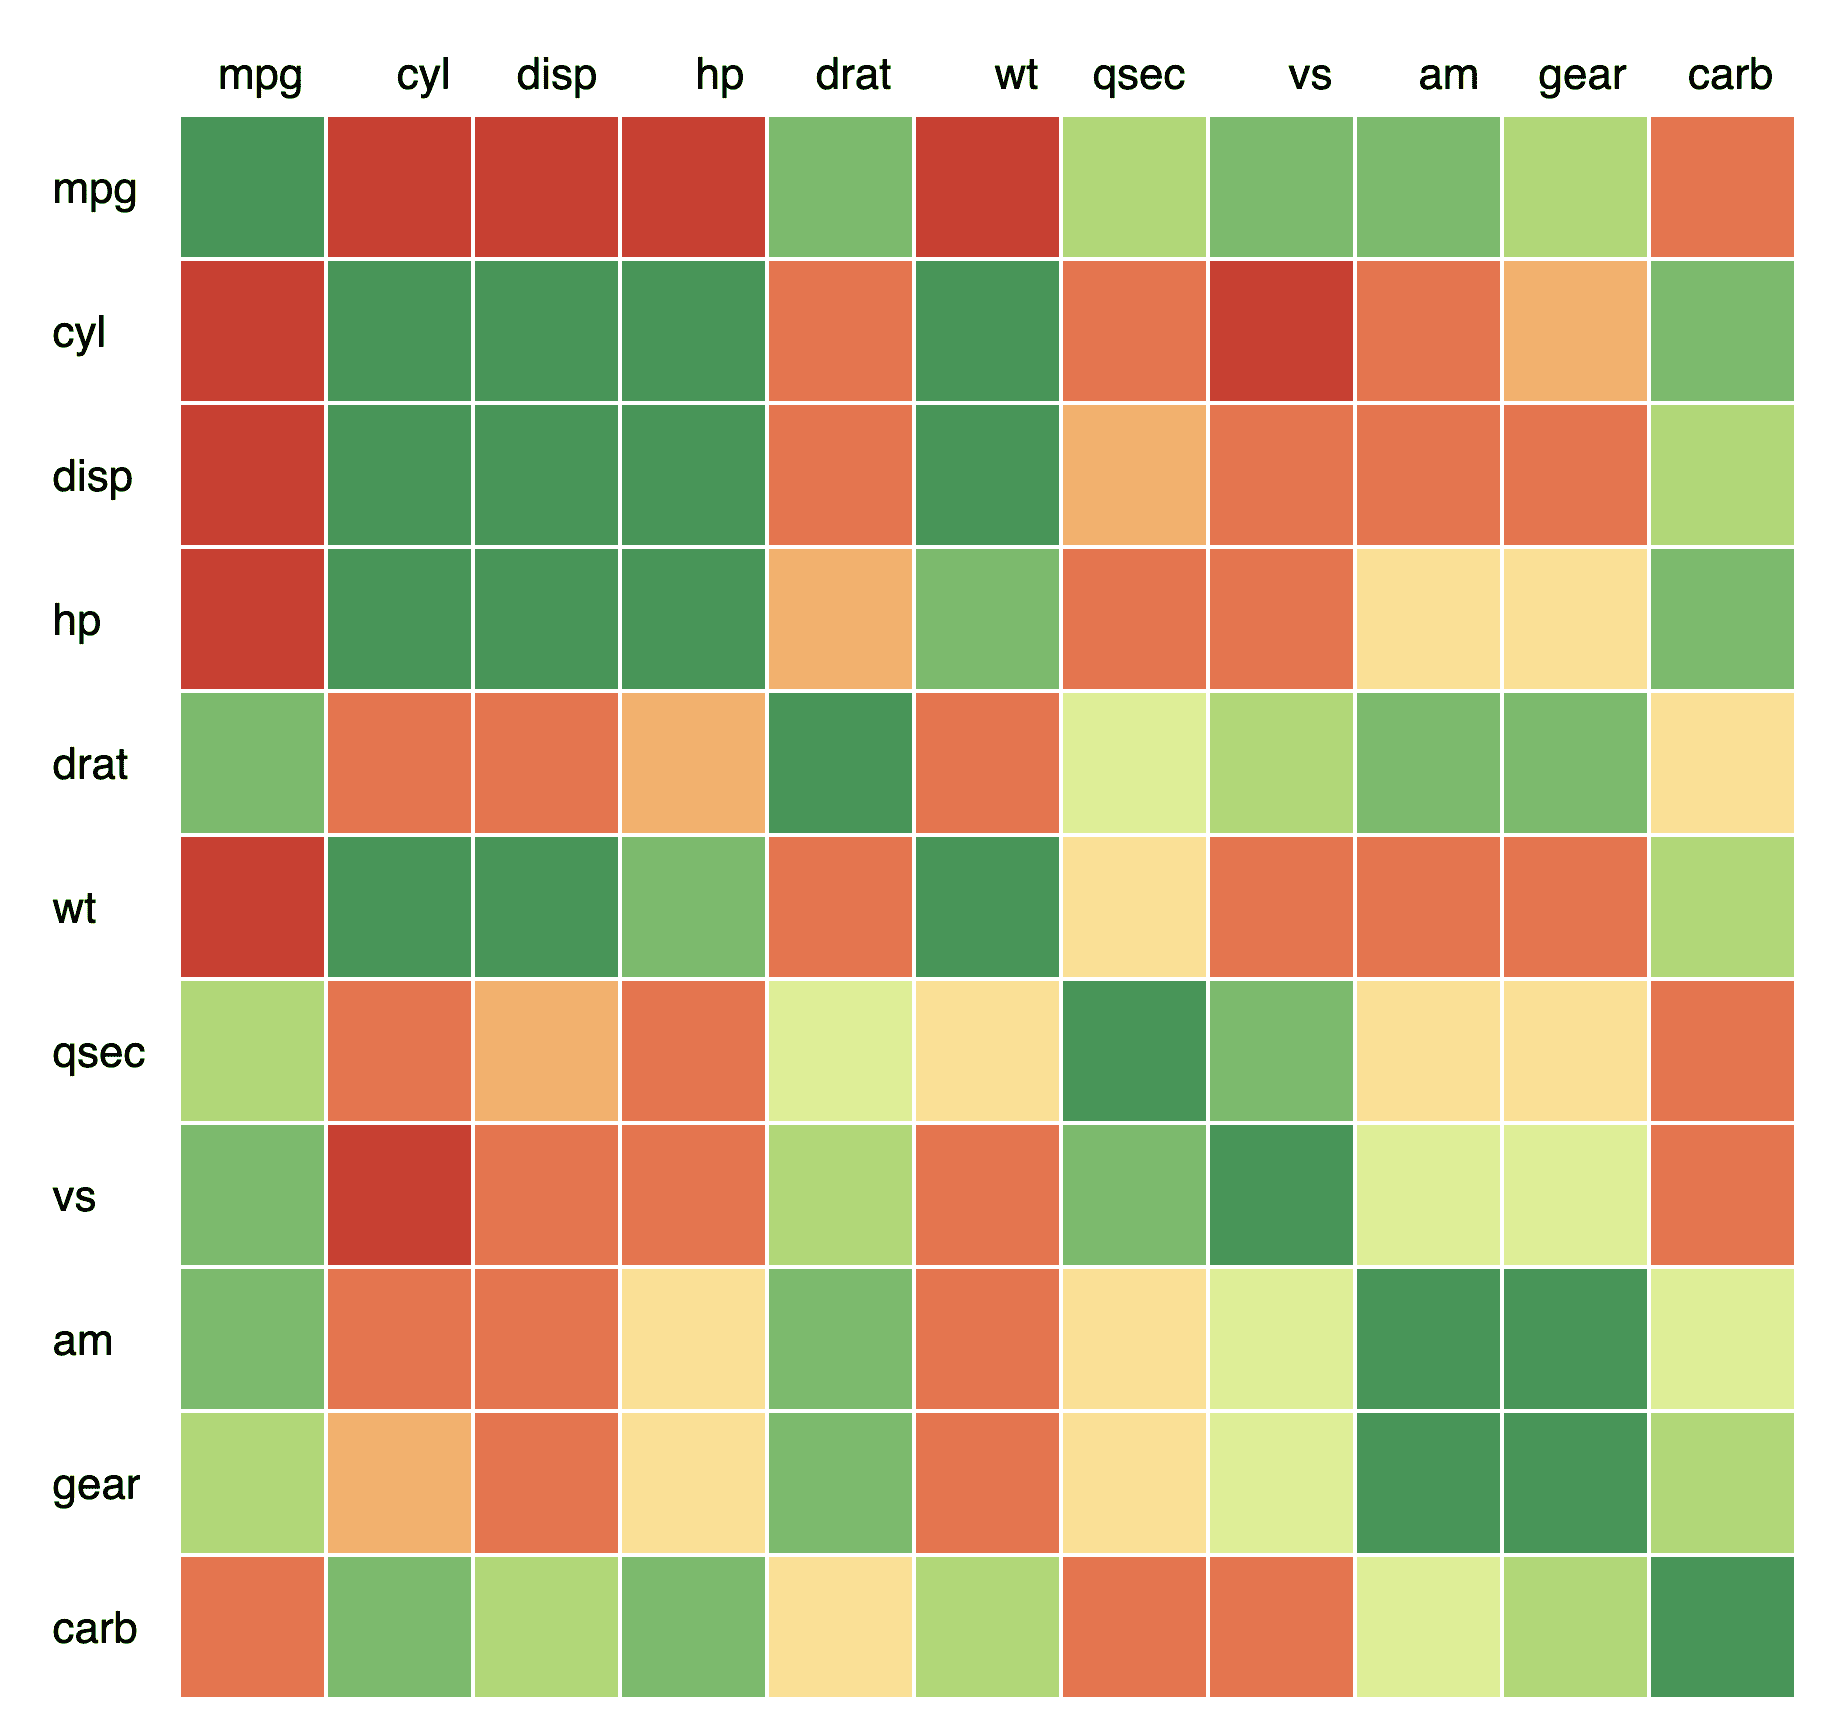 mpg cyl disp hp drat wt qsec vs am gear carb
mpg
cyl
disp
hp
drat
wt
qsec
vs
am
gear
carb